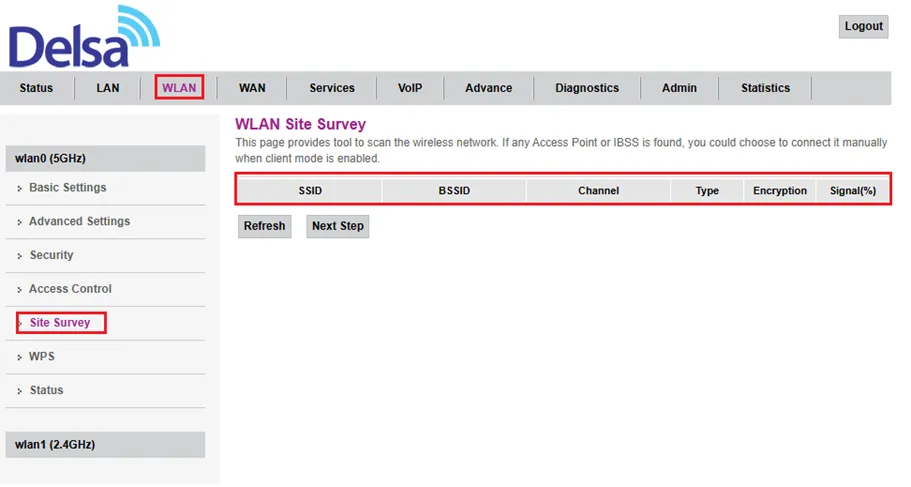 Delsa
Logout
Status LAN WLAN WAN Services VoIP Advance Diagnostics Admin Statistics
wlan0 (5GHz)
Basic Settings
Advanced Settings
Security
Access Control
Site Survey
WPS
Status
wlan1 (2.4GHz)
WLAN Site Survey
This page provides tool to scan the wireless network. If any Access Point or IBSS is found, you could choose to connect it manually
when client mode is enabled.
SSID BSSID Channel Type Encryption Signal(%)
Refresh Next Step